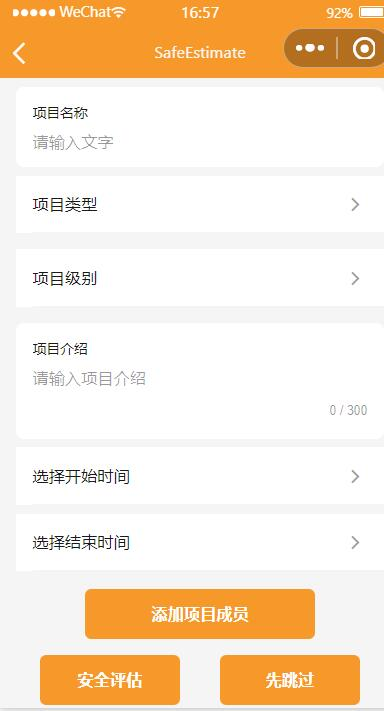 WeChat 16:57 92%
SafeEstimate
项目名称
请输入文字
项目类型
项目级别
项目介绍
请输入项目介绍
0 / 300
选择开始时间
选择结束时间
添加项目成员
安全评估 先跳过